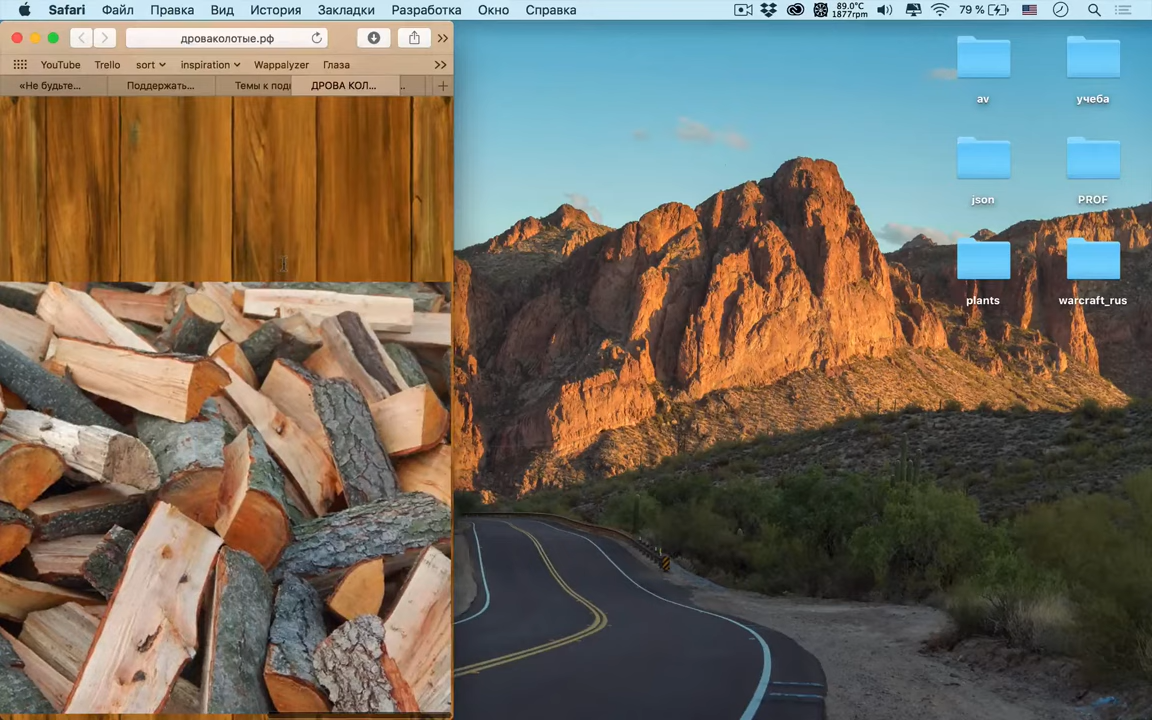 Safari Файл Правка Вид История Закладки Разработка Окно Справка 89.0°C 1877rpm 79 %
дроваколотые.рф
YouTube Trello sort inspiration Wappalyzer Глаза
«Не будьте... Поддержать... Темы к под ДРОВА КОЛ... ..
av учеба
json PROF
plants warcraft_rus